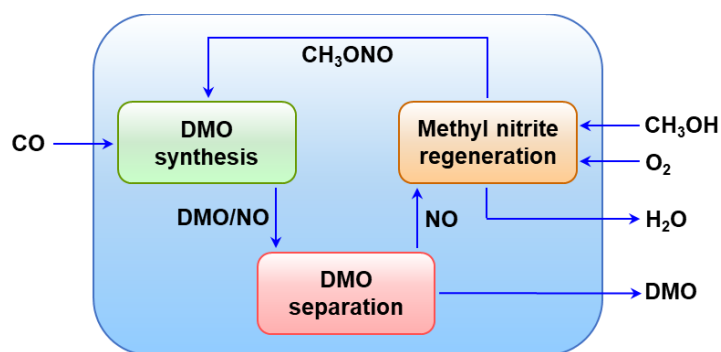 CH₃ONO
DMO
synthesis
Methyl nitrite
regeneration
CO
CH₃OH
O₂
DMO/NO
NO
H₂O
DMO
separation
DMO